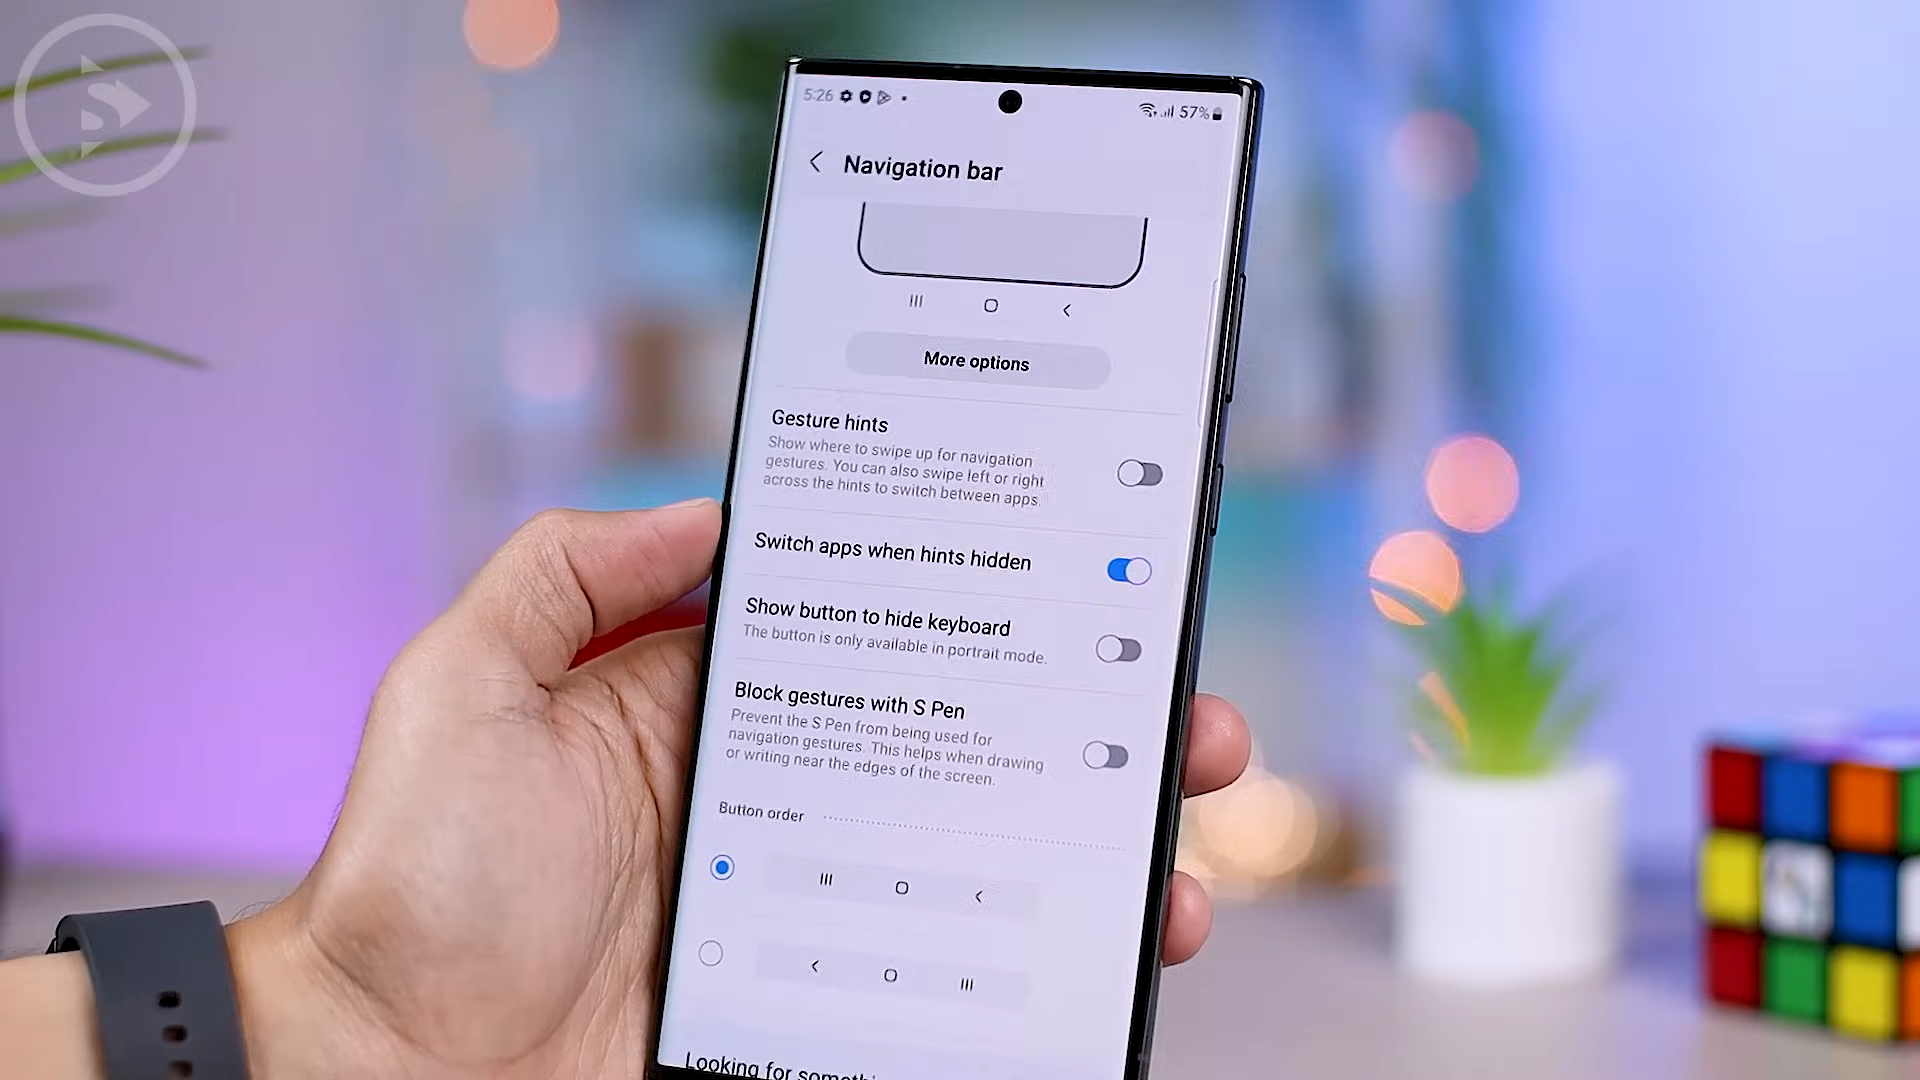 S
5:26
57%
Navigation bar
More options
Gesture hints
Show where to swipe up for navigation
gestures. You can also swipe left or right
across the hints to switch between apps.
Switch apps when hints hidden
Show button to hide keyboard
The button is only available in portrait mode.
Block gestures with S Pen
Prevent the S Pen from being used for
navigation gestures. This helps when drawing
or writing near the edges of the screen.
Button order
Looking for